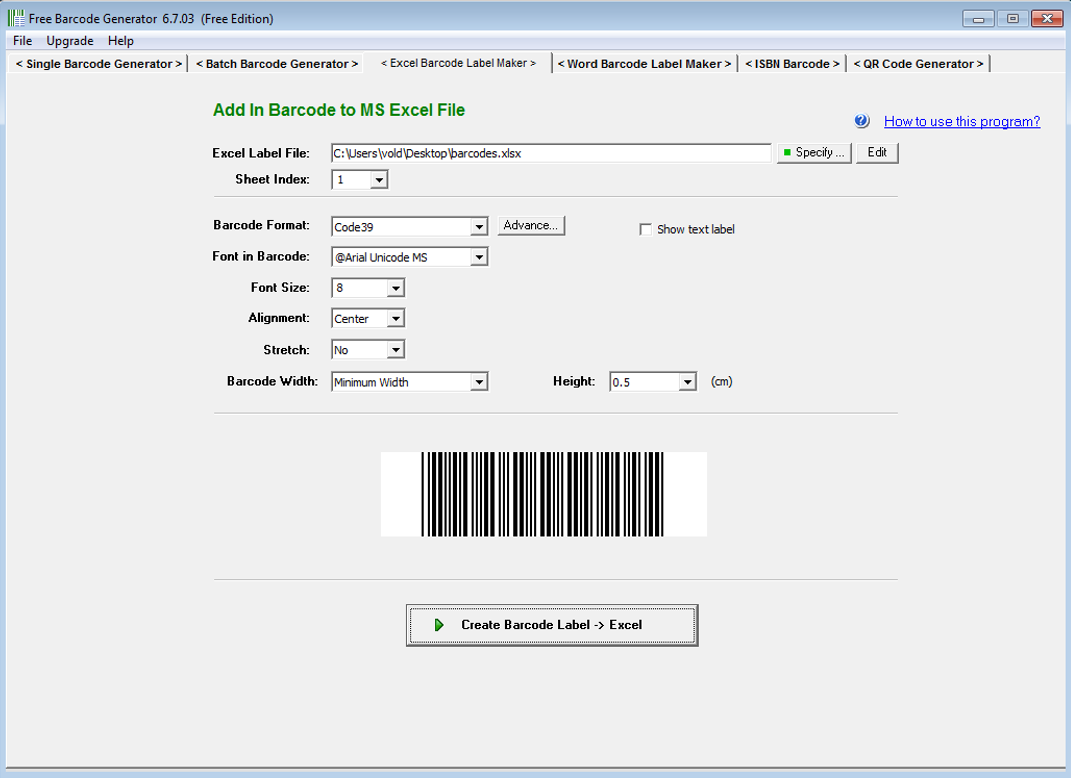 Free Barcode Generator 6.7.03 (Free Edition)
File Upgrade Help
< Single Barcode Generator > < Batch Barcode Generator > < Excel Barcode Label Maker > < Word Barcode Label Maker > < ISBN Barcode > < QR Code Generator >
Add In Barcode to MS Excel File
? How to use this program?
Excel Label File: C:\Users\vold\Desktop\barcodes.xlsx Specify ... Edit
Sheet Index: 1
Barcode Format: Code39 Advance... Show text label
Font in Barcode: @Arial Unicode MS
Font Size: 8
Alignment: Center
Stretch: No
Barcode Width: Minimum Width Height: 0.5 (cm)
Create Barcode Label -> Excel